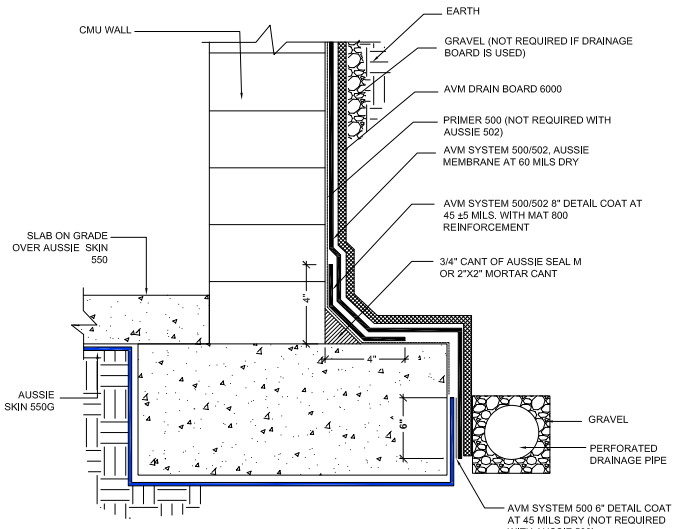 CMU WALL
EARTH
GRAVEL (NOT REQUIRED IF DRAINAGE
BOARD IS USED)
AVM DRAIN BOARD 6000
PRIMER 500 (NOT REQUIRED WITH
AUSSIE 502)
AVM SYSTEM 500/502, AUSSIE
MEMBRANE AT 60 MILS DRY
AVM SYSTEM 500/502 8" DETAIL COAT AT
45 ±5 MILS. WITH MAT 800
REINFORCEMENT
SLAB ON GRADE
OVER AUSSIE SKIN
550
3/4" CANT OF AUSSIE SEAL M
OR 2"X2" MORTAR CANT
4"
4"
AUSSIE
SKIN 550G
6"
GRAVEL
PERFORATED
DRAINAGE PIPE
AVM SYSTEM 500 6" DETAIL COAT
AT 45 MILS DRY (NOT REQUIRED